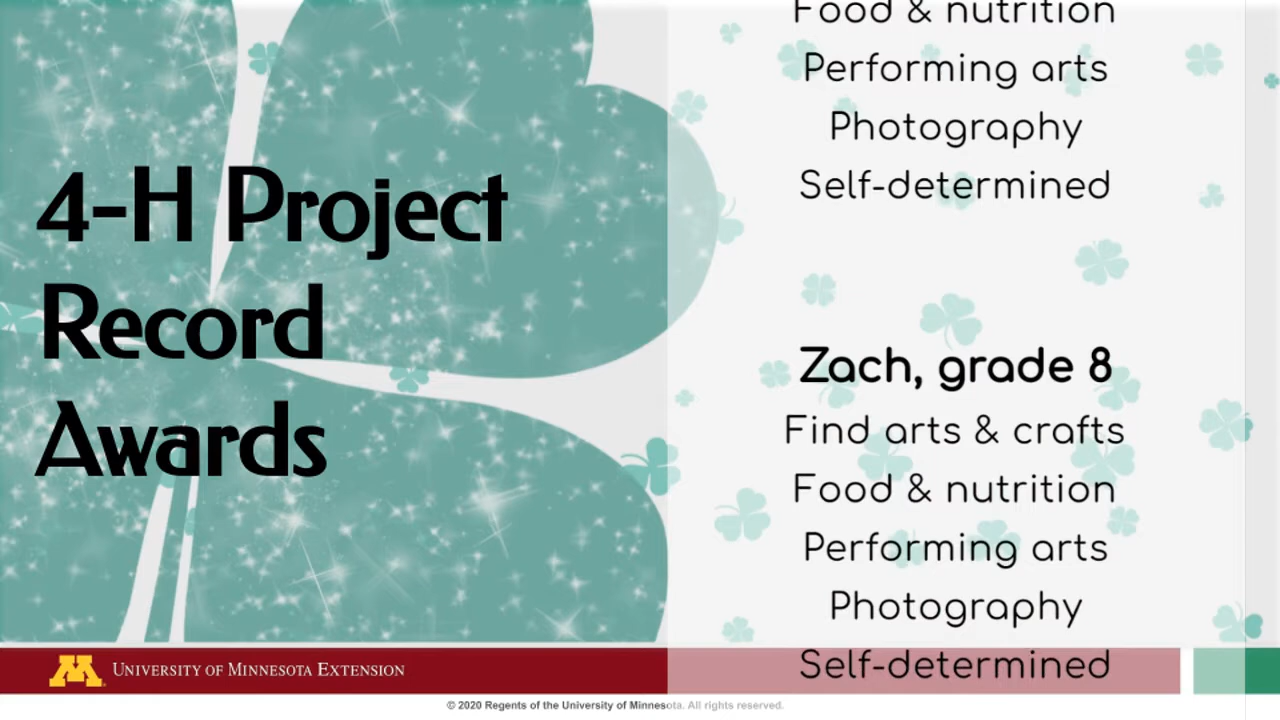 4-H Project
Record
Awards
Food & nutrition
Performing arts
Photography
Self-determined
Zach, grade 8
Find arts & crafts
Food & nutrition
Performing arts
Photography
Self-determined
UNIVERSITY OF MINNESOTA EXTENSION
© 2020 Regents of the University of Minnesota. All rights reserved.